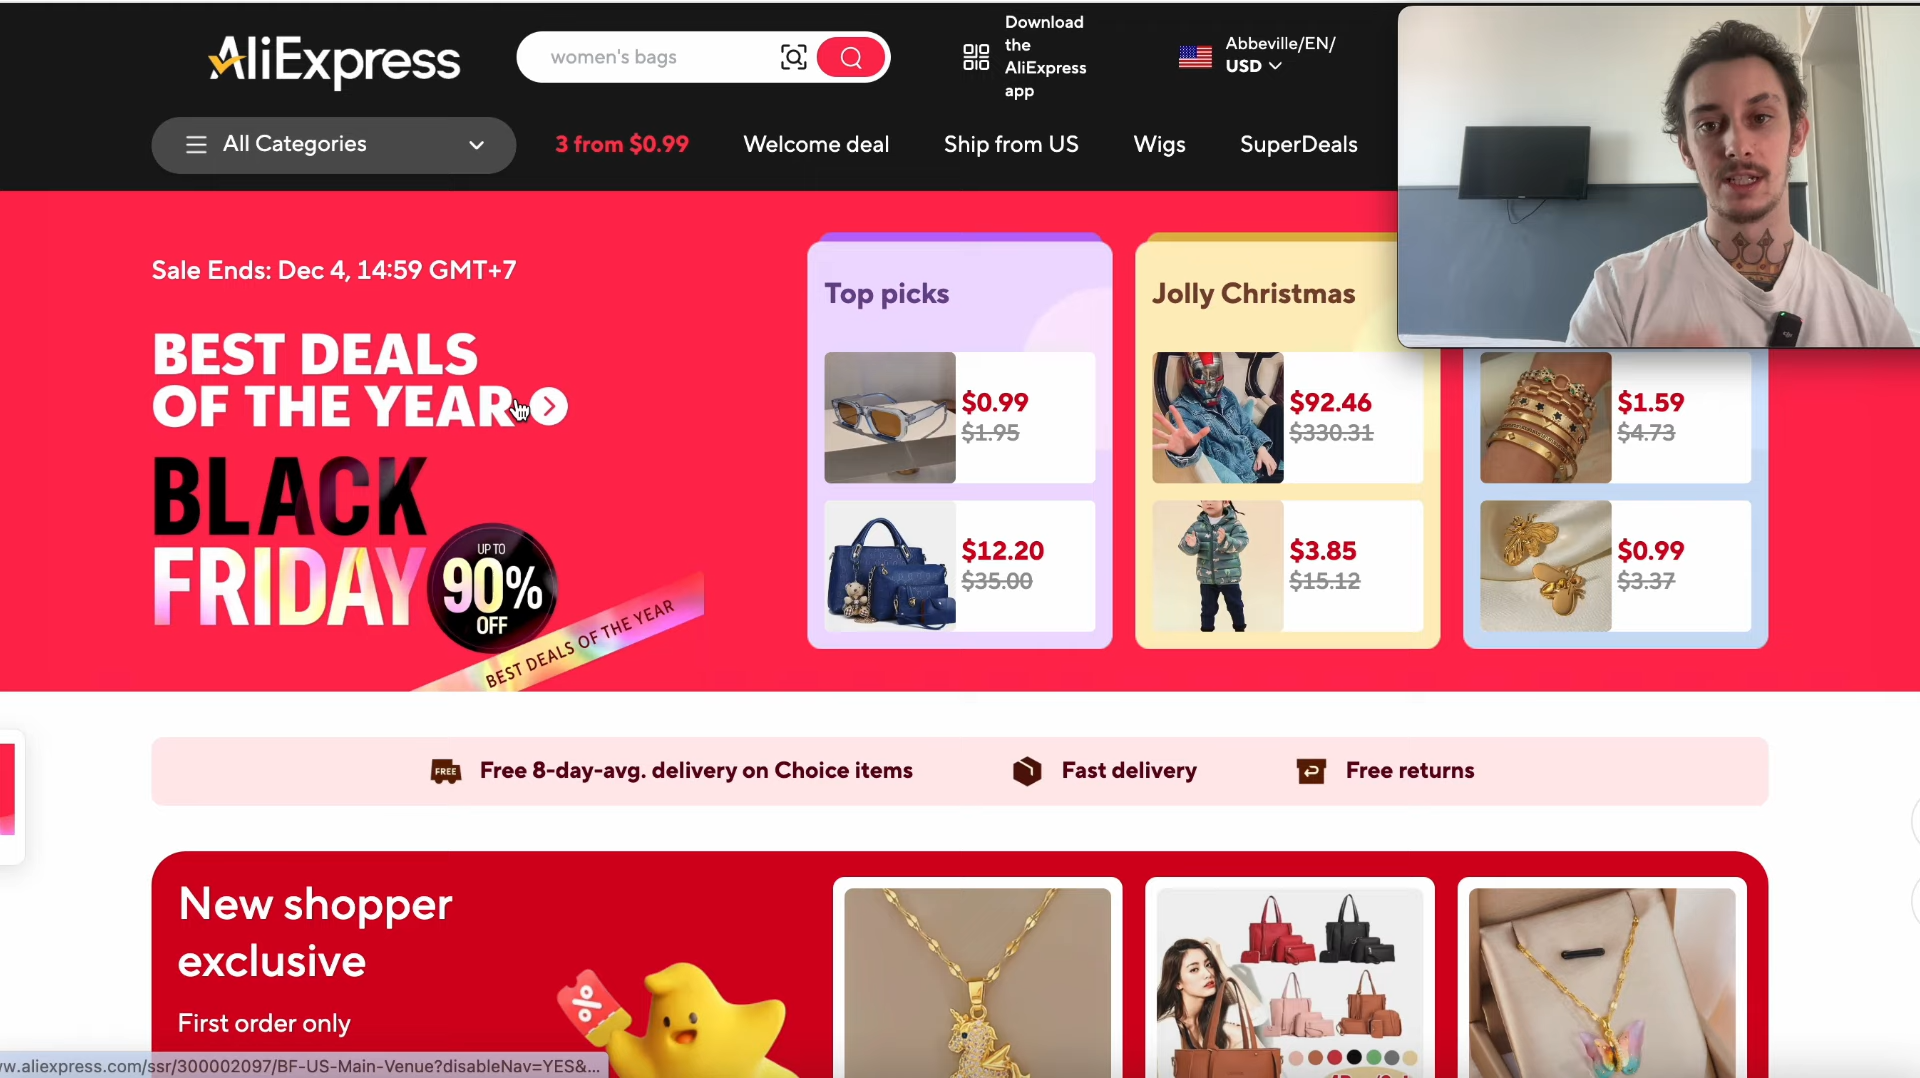 AliExpress
women's bags
Download
the
AliExpress
app
Abbeville/EN/
USD
All Categories
3 from $0.99
Welcome deal
Ship from US
Wigs
SuperDeals
Sale Ends: Dec 4, 14:59 GMT+7
BEST DEALS
OF THE YEAR
BLACK
FRIDAY
UP TO
90%
OFF
BEST DEALS OF THE YEAR
Top picks
$0.99
$1.95
$12.20
$35.00
Jolly Christmas
$92.46
$330.31
$3.85
$15.12
$1.59
$4.73
$0.99
$3.37
FREE
Free 8-day-avg. delivery on Choice items
Fast delivery
Free returns
New shopper
exclusive
First order only
%
w.aliexpress.com/ssr/300002097/BF-US-Main-Venue?disableNav=YES&...